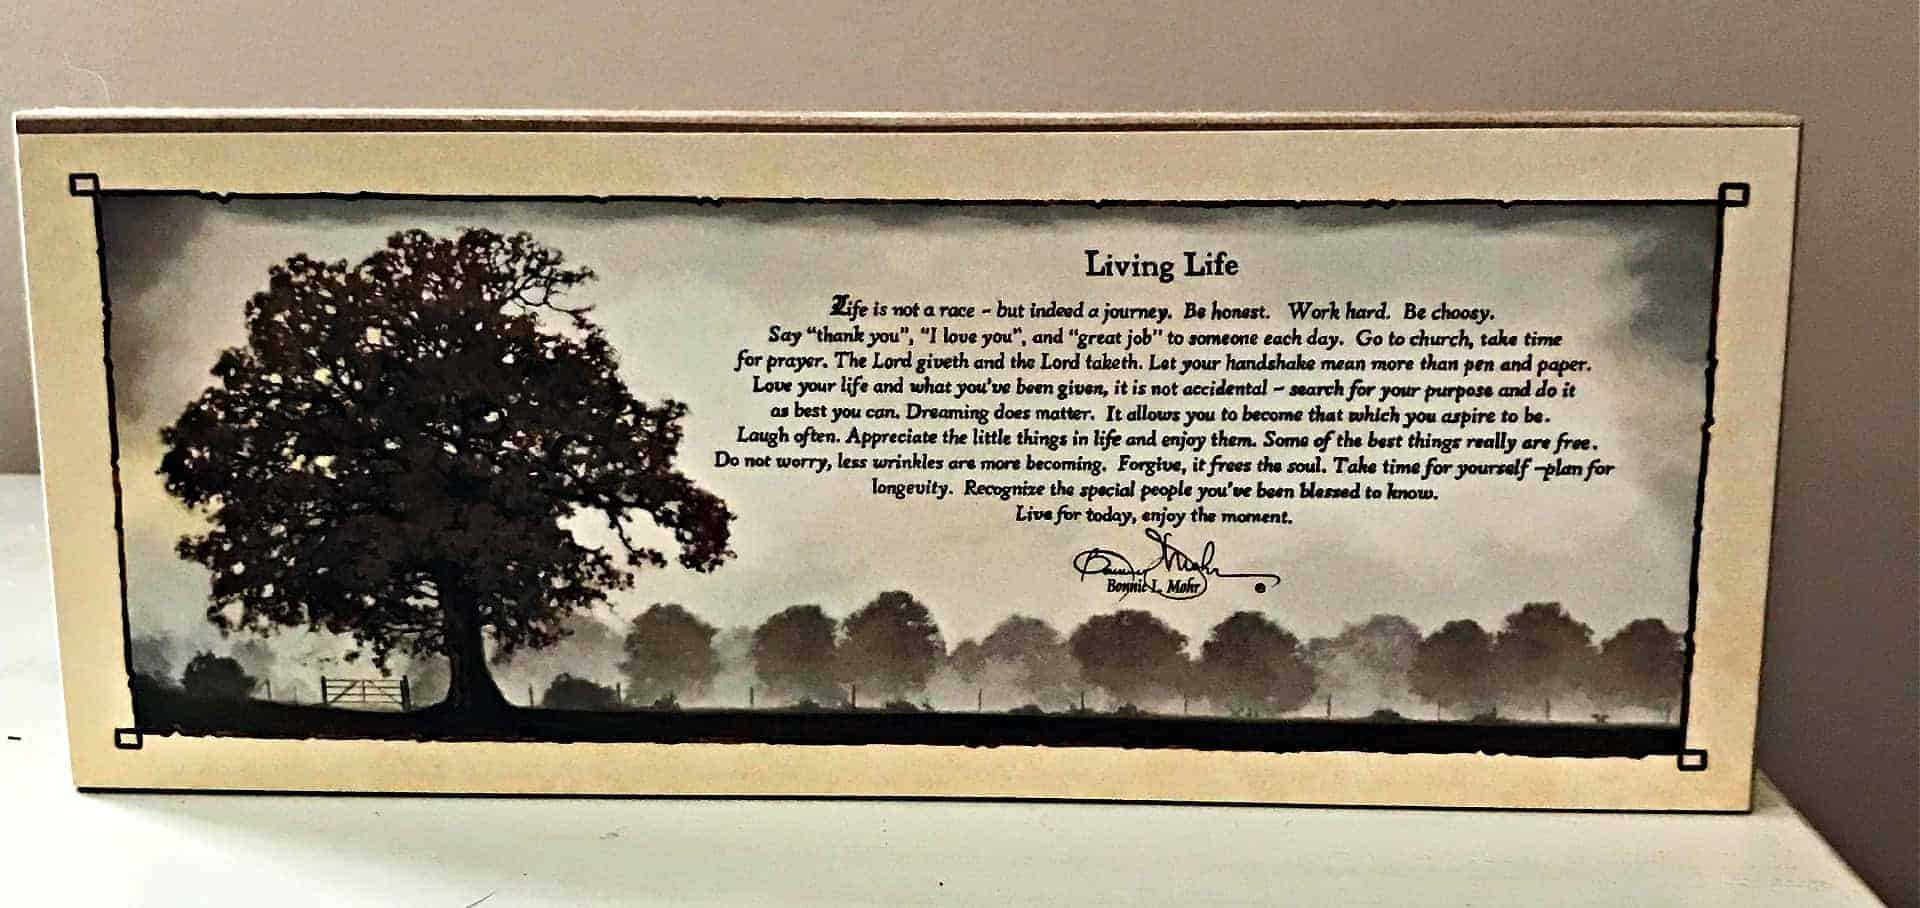 Living Life
Life is not a race - but indeed a journey. Be honest. Work hard. Be choosy.
Say "thank you", "I love you", and "great job" to someone each day. Go to church, take time
for prayer. The Lord giveth and the Lord taketh. Let your handshake mean more than pen and paper.
Love your life and what you've been given, it is not accidental - search for your purpose and do it
as best you can. Dreaming does matter. It allows you to become that which you aspire to be.
Laugh often. Appreciate the little things in life and enjoy them. Some of the best things really are free.
Do not worry, less wrinkles are more becoming. Forgive, it frees the soul. Take time for yourself -plan for
longevity. Recognize the special people you've been blessed to know.
Live for today, enjoy the moment.
Bonnie L. Mohr
Bonnie L. Mohr